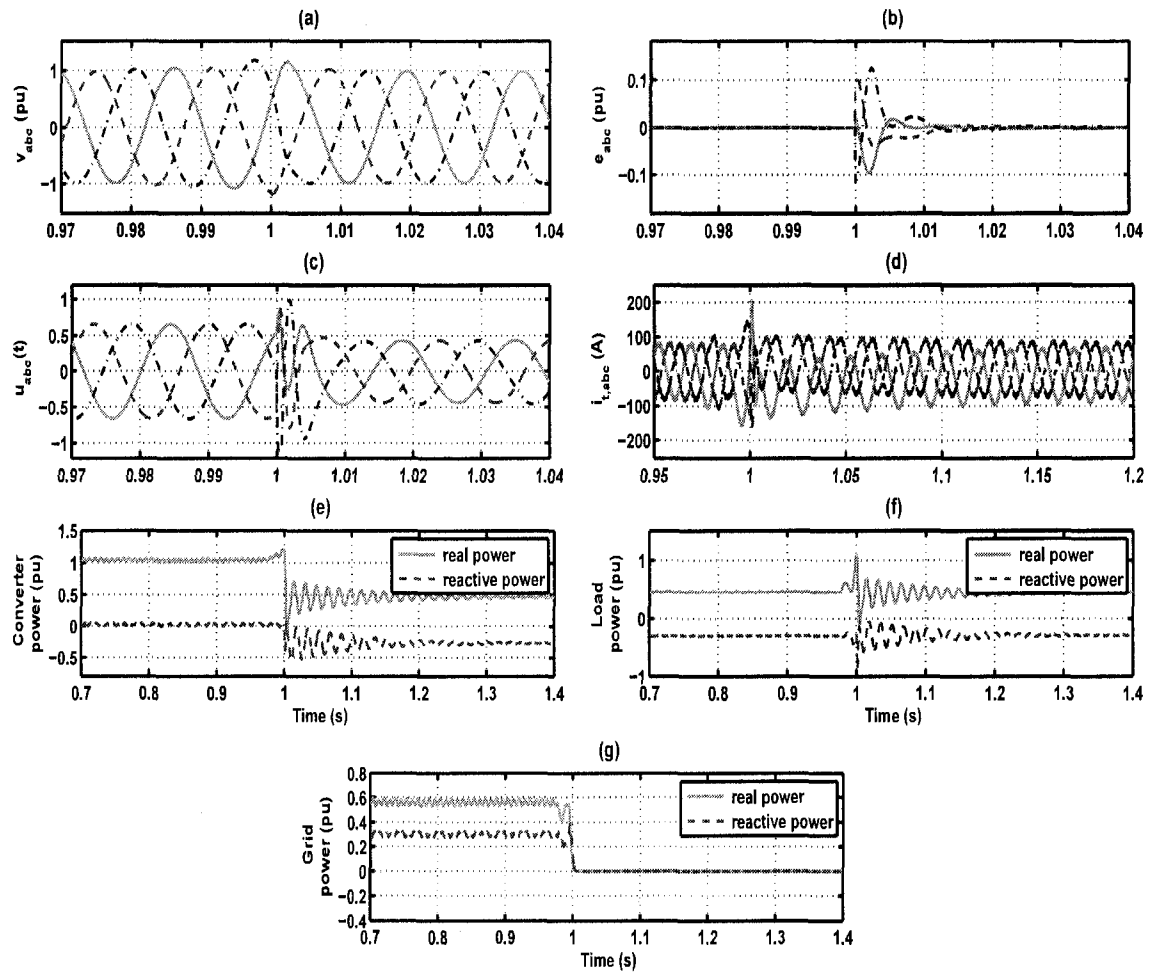 (a)
v_abc (pu)
1
0
−1
0.97 0.98 0.99 1 1.01 1.02 1.03 1.04
(b)
e_abc (pu)
0.1
0
−0.1
0.97 0.98 0.99 1 1.01 1.02 1.03 1.04
(c)
u_abc(t)
1
0.5
0
−0.5
−1
0.97 0.98 0.99 1 1.01 1.02 1.03 1.04
(d)
i_t,abc (A)
200
100
0
−100
−200
0.95 1 1.05 1.1 1.15 1.2
(e)
Converter
power (pu)
1.5
1
0.5
0
−0.5
real power
reactive power
0.7 0.8 0.9 1 1.1 1.2 1.3 1.4
Time (s)
(f)
Load
power (pu)
1
0
−1
real power
reactive power
0.7 0.8 0.9 1 1.1 1.2 1.3 1.4
Time (s)
(g)
Grid
power (pu)
0.8
0.6
0.4
0.2
0
−0.2
−0.4
real power
reactive power
0.7 0.8 0.9 1 1.1 1.2 1.3 1.4
Time (s)